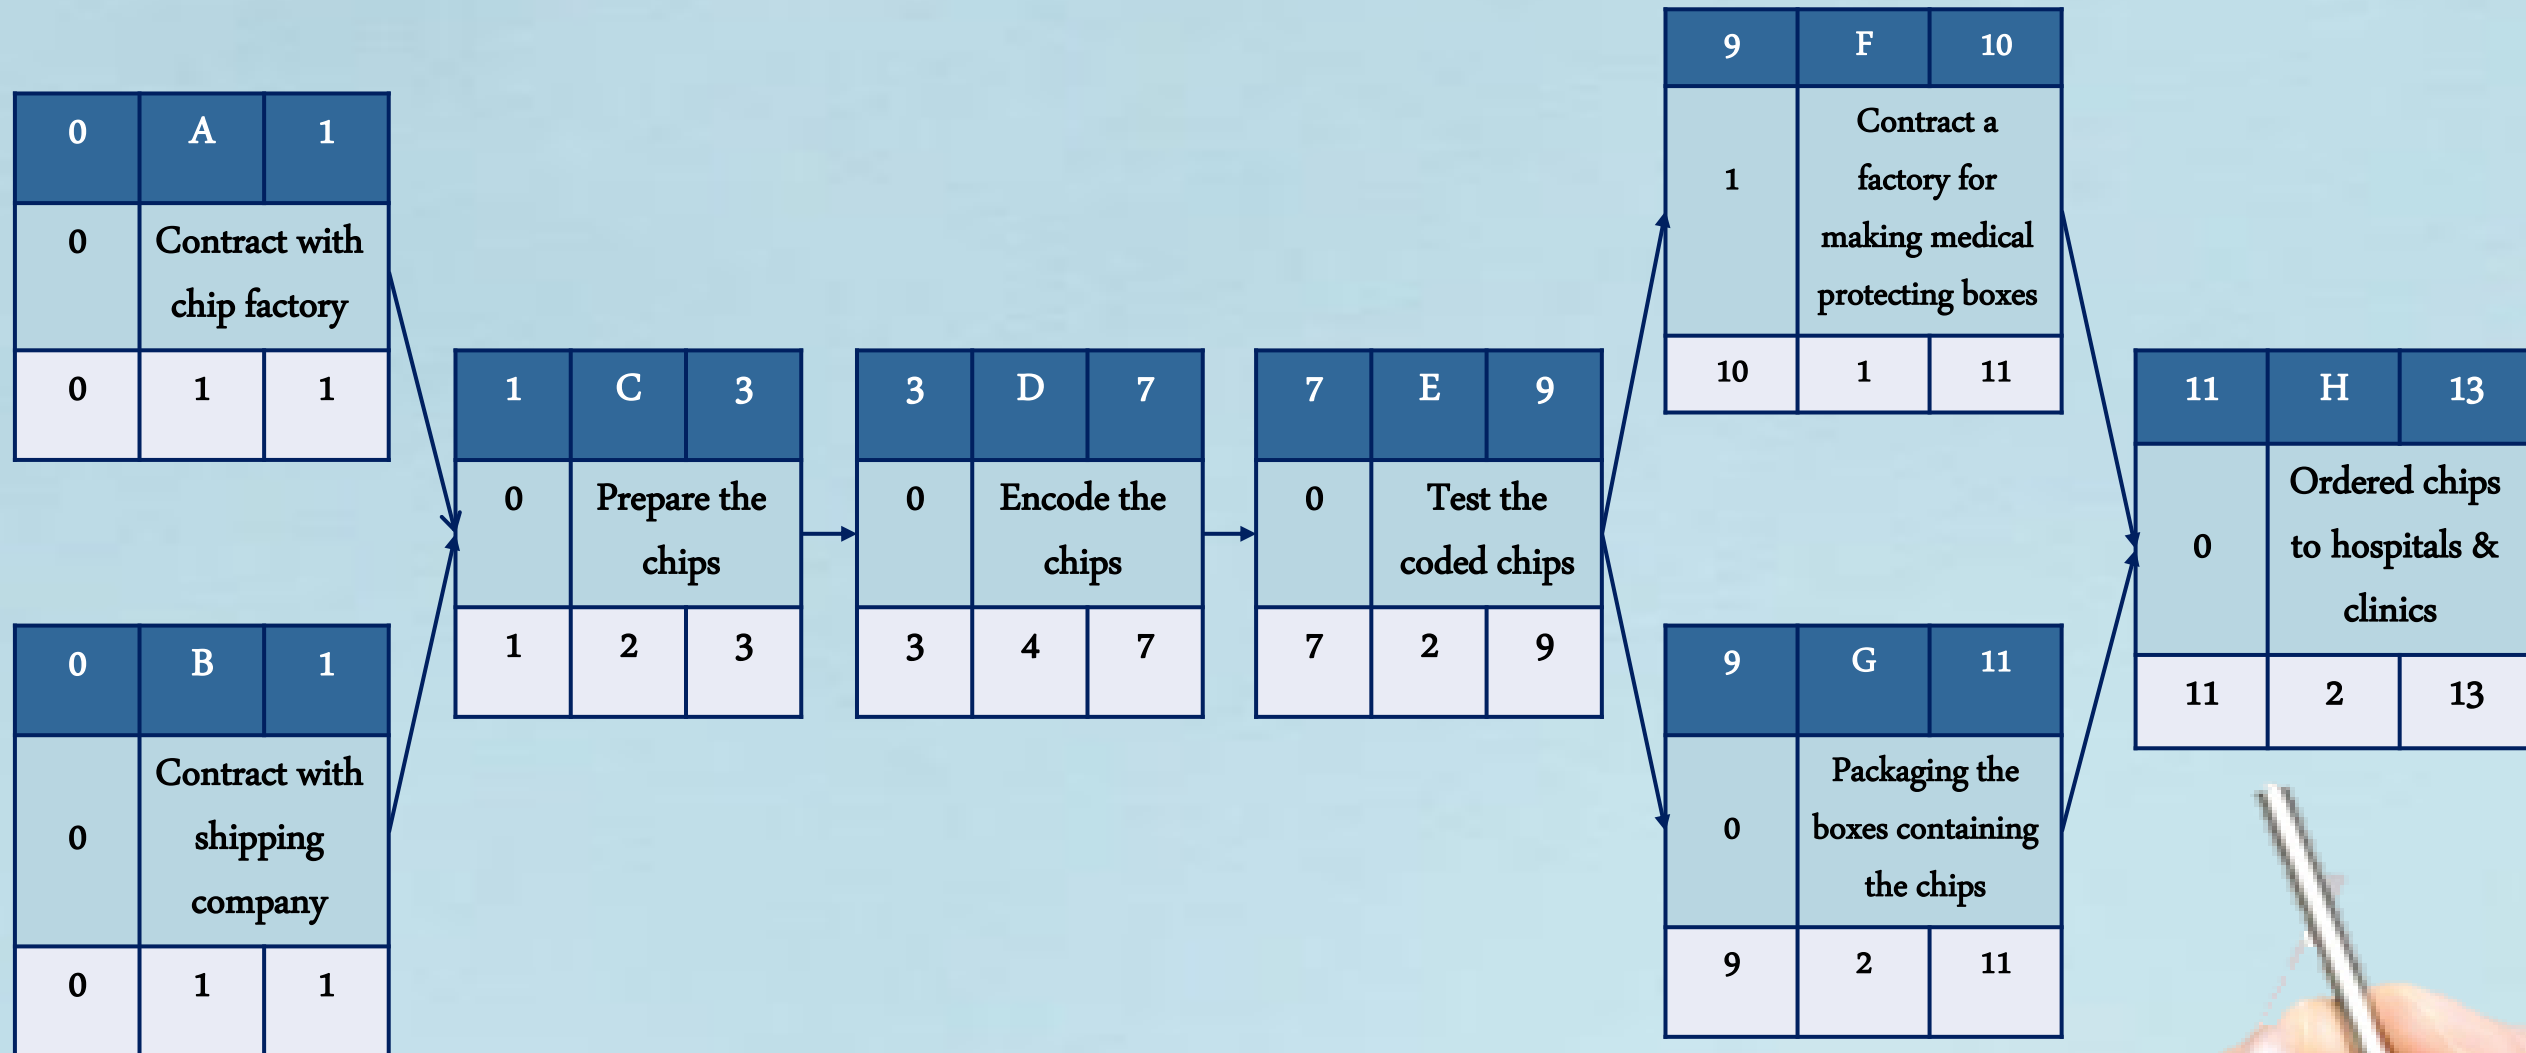 0 A 1
0 Contract with
chip factory
0 1 1
0 B 1
Contract with
0 shipping
company
0 1 1
1 C 3
0 Prepare the
chips
1 2 3
3 D 7
0 Encode the
chips
3 4 7
7 E 9
0 Test the
coded chips
7 2 9
9 F 10
Contract a
1 factory for
making medical
protecting boxes
10 1 11
9 G 11
Packaging the
0 boxes containing
the chips
9 2 11
11 H 13
Ordered chips
0 to hospitals &
clinics
11 2 13